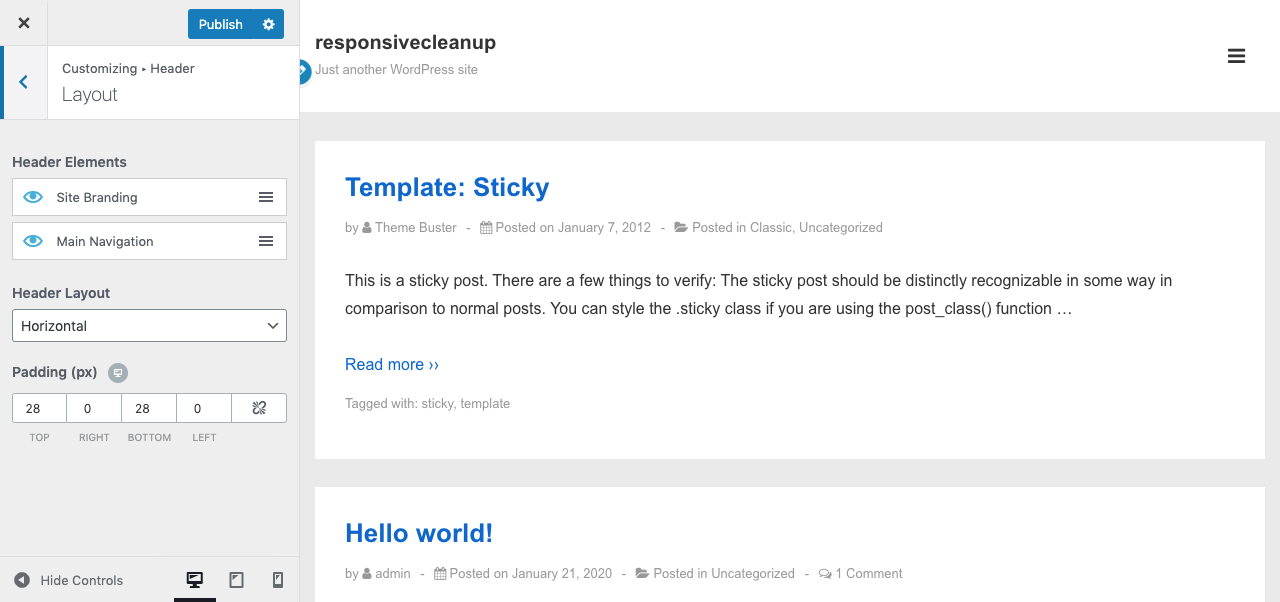 Publish
Customizing ▸ Header
Layout
Header Elements
Site Branding
Main Navigation
Header Layout
Horizontal
Padding (px)
28 0 28 0
TOP RIGHT BOTTOM LEFT
Hide Controls
responsivecleanup
Just another WordPress site
Template: Sticky
by Theme Buster - Posted on January 7, 2012 - Posted in Classic, Uncategorized
This is a sticky post. There are a few things to verify: The sticky post should be distinctly recognizable in some way in
comparison to normal posts. You can style the .sticky class if you are using the post_class() function …
Read more ››
Tagged with: sticky, template
Hello world!
by admin - Posted on January 21, 2020 - Posted in Uncategorized - 1 Comment